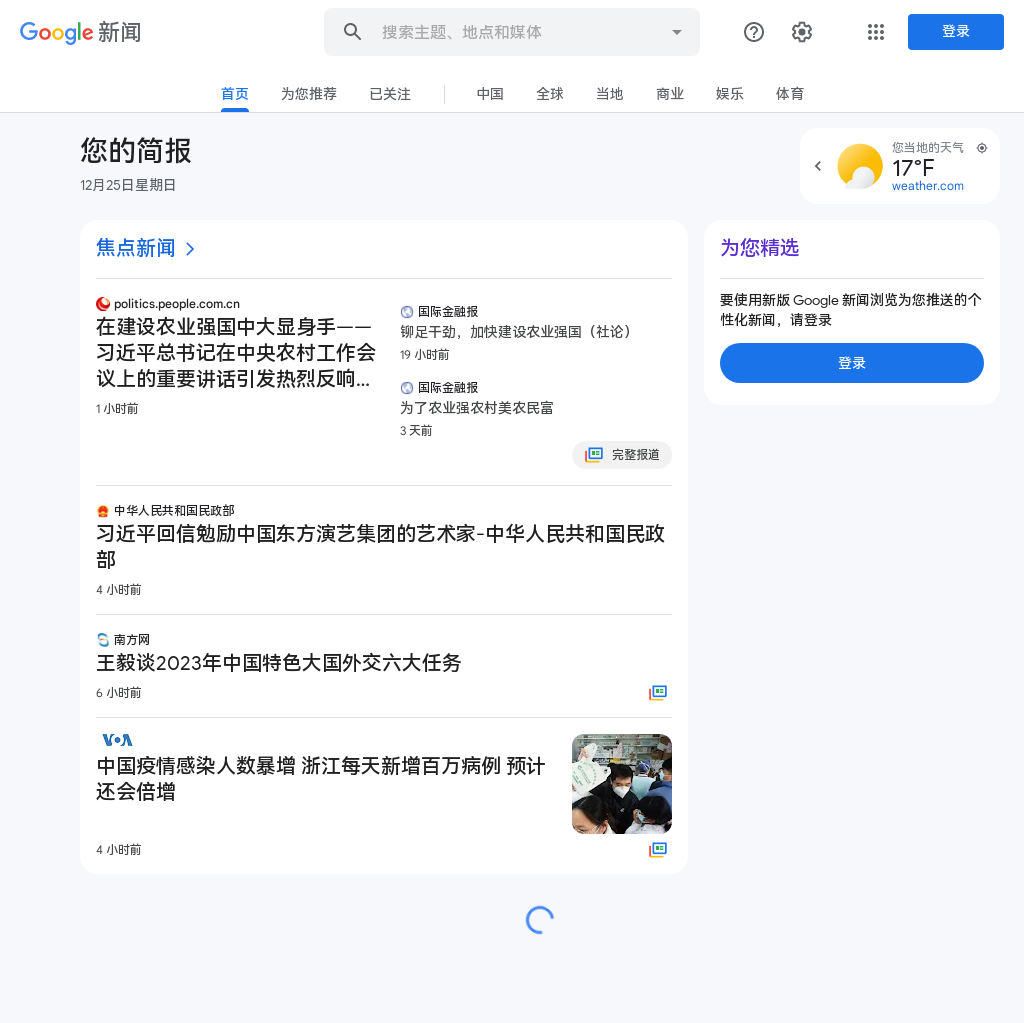 Google 新闻
搜索主题、地点和媒体
登录
首页
为您推荐
已关注
中国
全球
当地
商业
娱乐
体育
您的简报
12月25日星期日
您当地的天气
17°F
weather.com
焦点新闻
politics.people.com.cn
在建设农业强国中大显身手——
习近平总书记在中央农村工作会
议上的重要讲话引发热烈反响...
1 小时前
国际金融报
铆足干劲，加快建设农业强国（社论）
19 小时前
国际金融报
为了农业强农村美农民富
3 天前
完整报道
中华人民共和国民政部
习近平回信勉励中国东方演艺集团的艺术家-中华人民共和国民政
部
4 小时前
南方网
王毅谈2023年中国特色大国外交六大任务
6 小时前
VOA
中国疫情感染人数暴增 浙江每天新增百万病例 预计
还会倍增
4 小时前
为您精选
要使用新版 Google 新闻浏览为您推送的个
性化新闻，请登录
登录